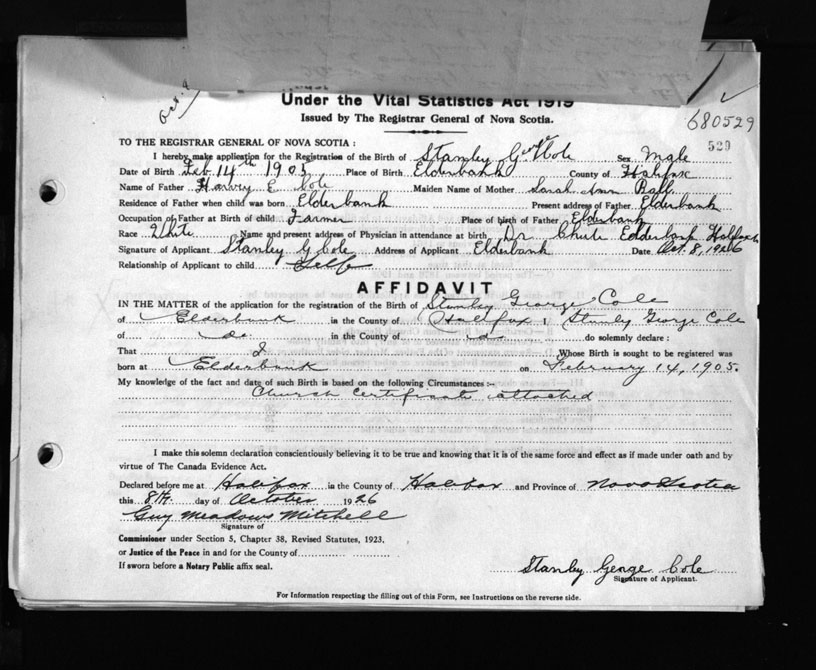 Oct. 8
Under the Vital Statistics Act 1919
Issued by The Registrar General of Nova Scotia.
680529
529
TO THE REGISTRAR GENERAL OF NOVA SCOTIA :
I hereby make application for the Registration of the Birth of Stanley Cole Sex Male
Date of Birth Feb 14th 1905 Place of Birth Elderbank County of Halifax
Name of Father Harvey E Cole Maiden Name of Mother Sarah Ann
Residence of Father when child was born Elderbank Present address of Father Elderbank
Occupation of Father at Birth of child Farmer Place of birth of Father Elderbank
Race White Name and present address of Physician in attendance at birth Dr Elderbank Halifax
Signature of Applicant Stanley G Cole Address of Applicant Elderbank Date Oct. 8, 1926
Relationship of Applicant to child Self
AFFIDAVIT
IN THE MATTER of the application for the registration of the Birth of Stanley George Cole
of Elderbank in the County of Halifax I, Stanley George Cole
of do in the County of do do solemnly declare :
That I Whose Birth is sought to be registered was
born at Elderbank on February 14, 1905.
My knowledge of the fact and date of such Birth is based on the following Circumstances :-
Church Certificate attached
I make this solemn declaration conscientiously believing it to be true and knowing that it is of the same force and effect as if made under oath and by
virtue of The Canada Evidence Act.
Declared before me at Halifax in the County of Halifax and Province of Nova Scotia
this 8th day of October 1926
Guy Meadows Mitchell
Signature of
Commissioner under Section 5, Chapter 38, Revised Statutes, 1923.
or Justice of the Peace in and for the County of
If sworn before a Notary Public affix seal.
Stanley George Cole
Signature of Applicant.
For Information respecting the filling out of this Form, see Instructions on the reverse side.